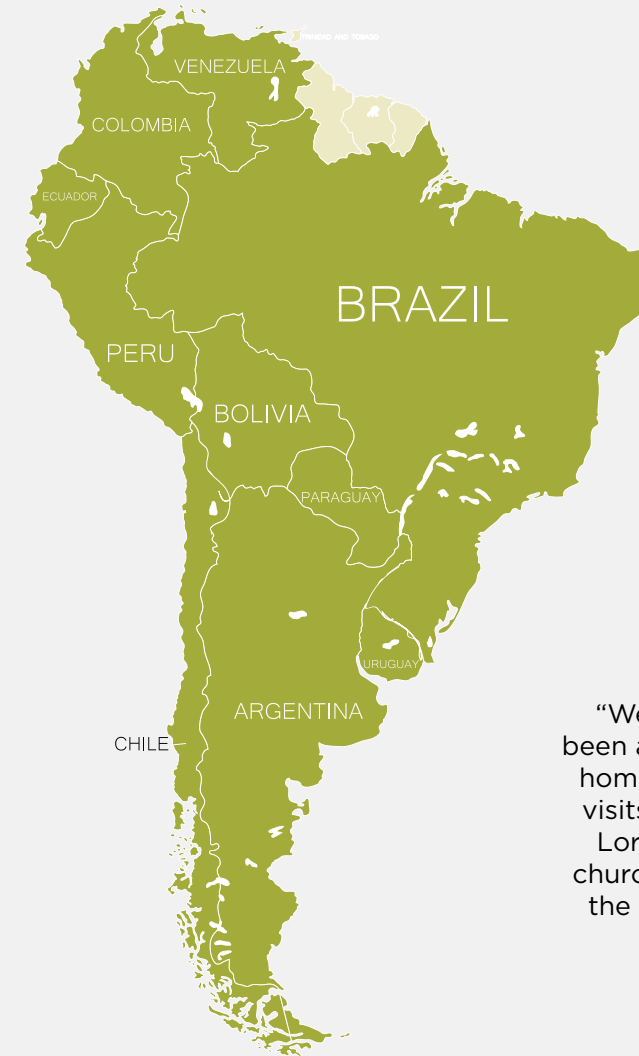 TRINIDAD AND TOBAGO
VENEZUELA
COLOMBIA
ECUADOR
BRAZIL
PERU
BOLIVIA
PARAGUAY
URUGUAY
ARGENTINA
CHILE
“We
been a
hom
visits
Lor
churc
the